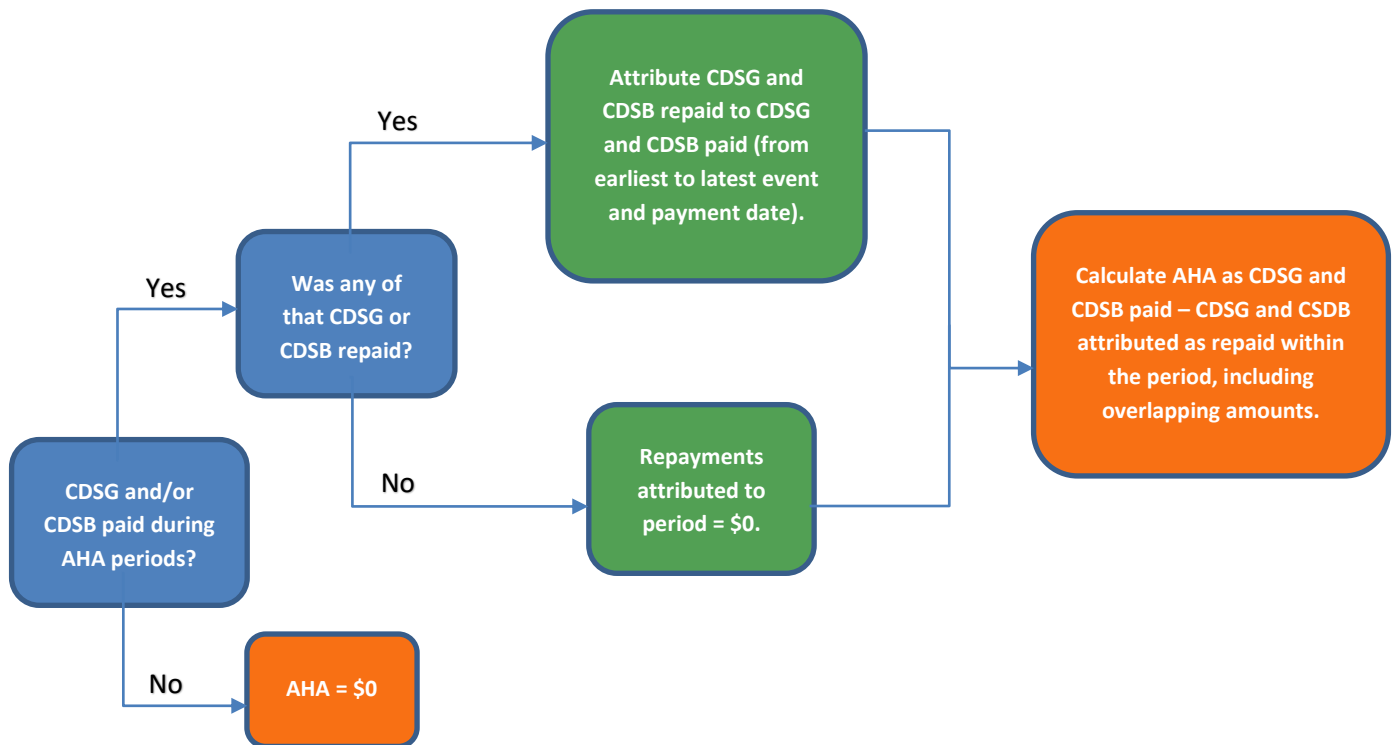 CDSG and/or
CDSB paid during
AHA periods?
Yes
No
AHA = $0
Was any of
that CDSG or
CDSB repaid?
Yes
No
Attribute CDSG and
CDSB repaid to CDSG
and CDSB paid (from
earliest to latest event
and payment date).
Repayments
attributed to
period = $0.
Calculate AHA as CDSG and
CDSB paid – CDSG and CSDB
attributed as repaid within
the period, including
overlapping amounts.